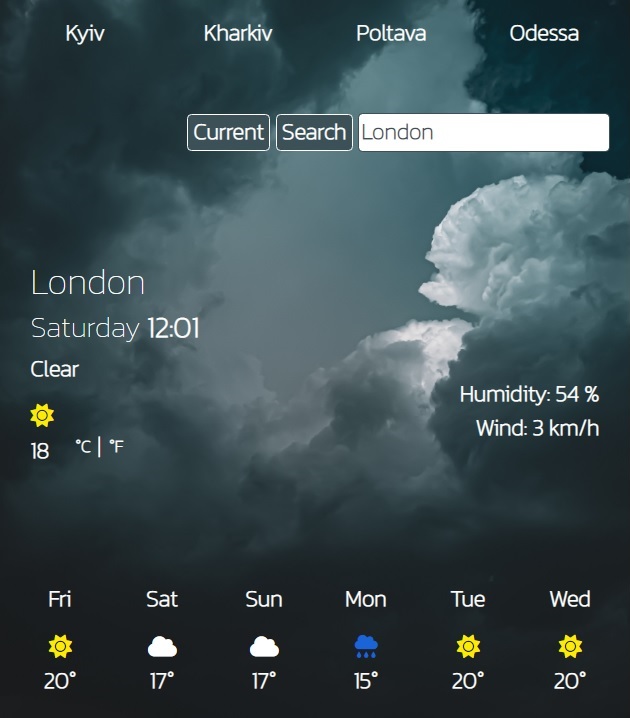 Kyiv Kharkiv Poltava Odessa
Current Search London
London
Saturday 12:01
Clear
Humidity: 54 %
Wind: 3 km/h
18 °C | °F
Fri Sat Sun Mon Tue Wed
20° 17° 17° 15° 20° 20°